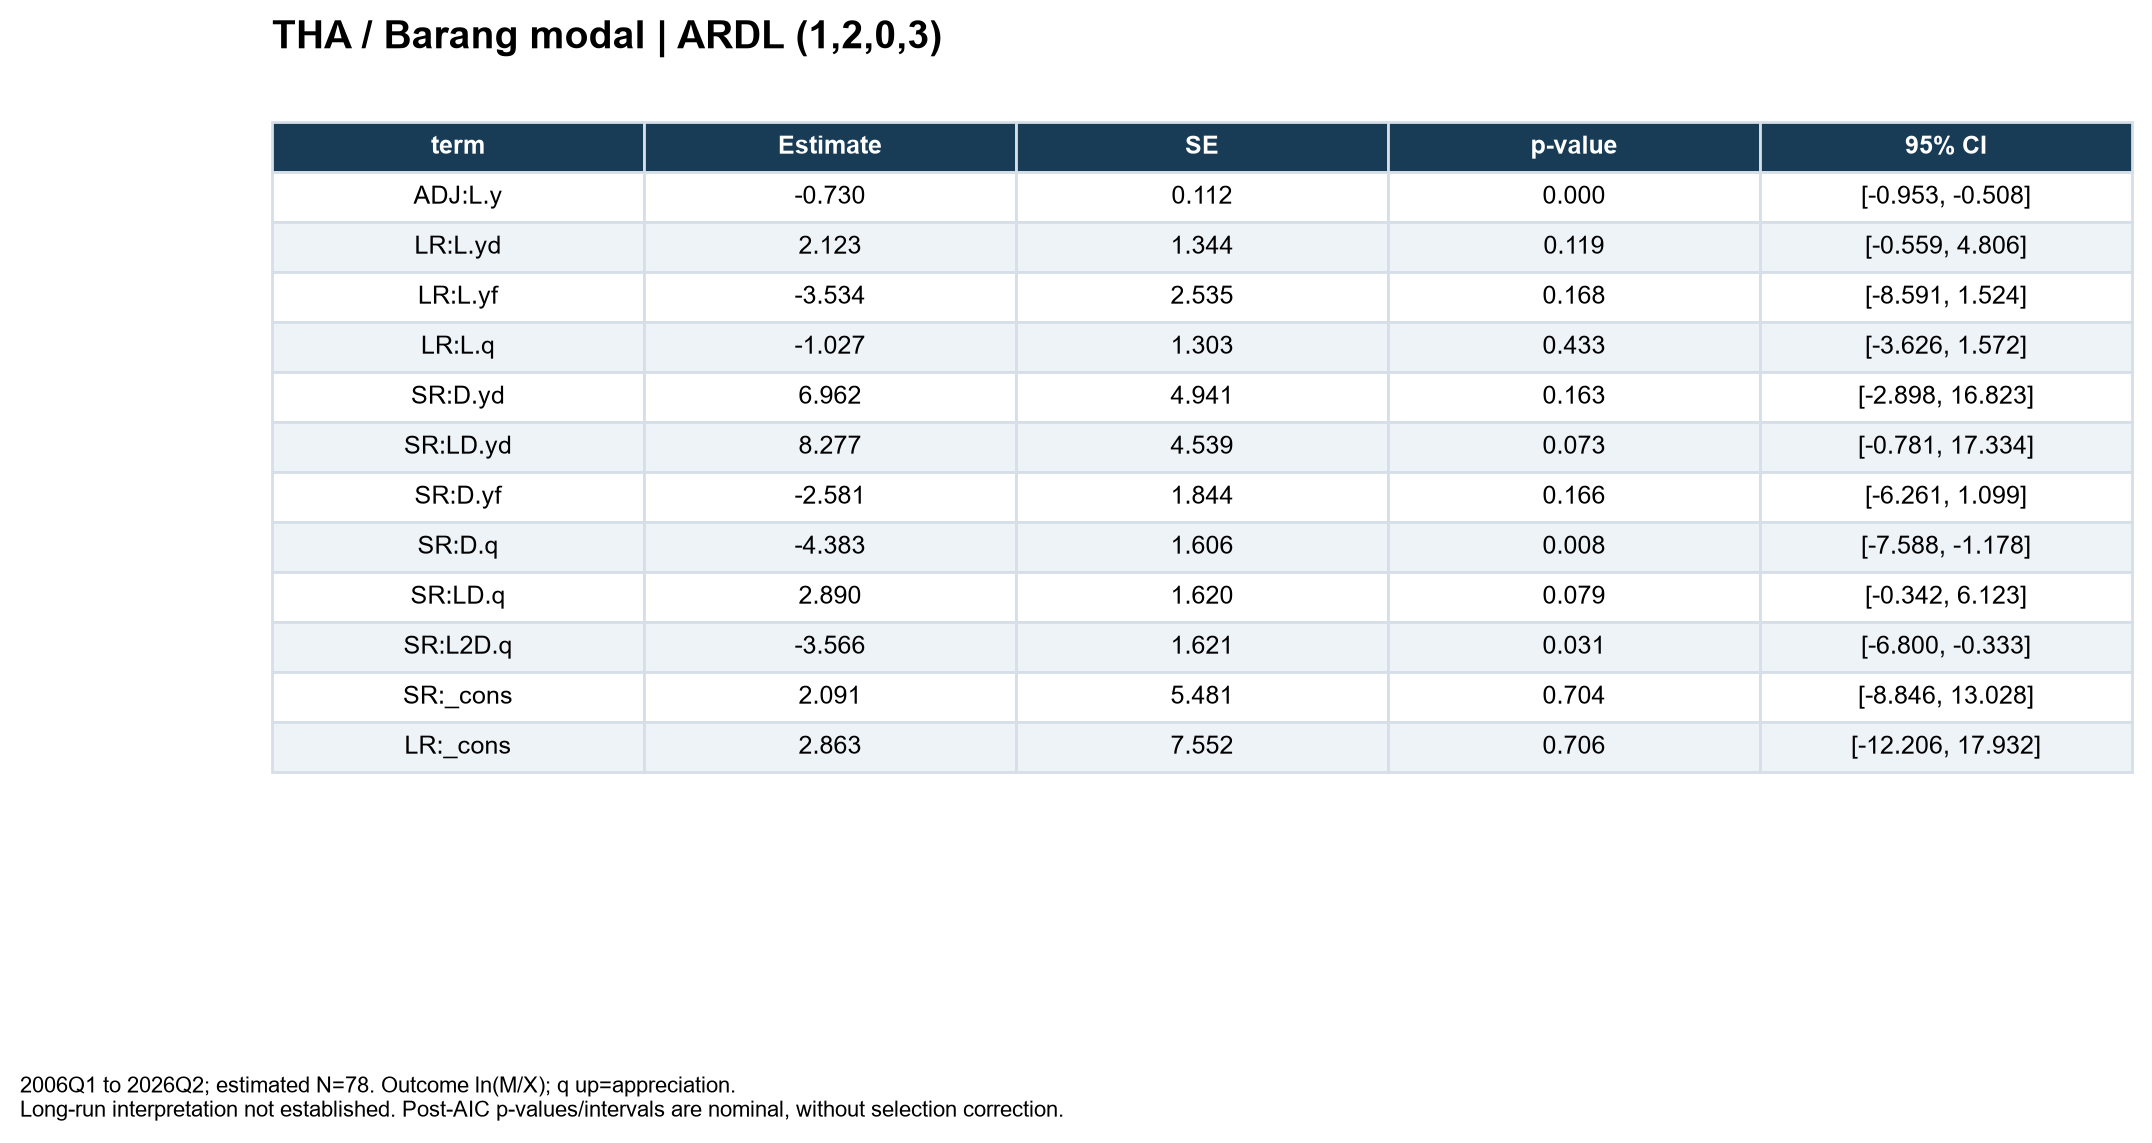 THA / Barang modal | ARDL (1,2,0,3)
term Estimate SE p-value 95% CI
ADJ:L.y -0.730 0.112 0.000 [-0.953, -0.508]
LR:L.yd 2.123 1.344 0.119 [-0.559, 4.806]
LR:L.yf -3.534 2.535 0.168 [-8.591, 1.524]
LR:L.q -1.027 1.303 0.433 [-3.626, 1.572]
SR:D.yd 6.962 4.941 0.163 [-2.898, 16.823]
SR:LD.yd 8.277 4.539 0.073 [-0.781, 17.334]
SR:D.yf -2.581 1.844 0.166 [-6.261, 1.099]
SR:D.q -4.383 1.606 0.008 [-7.588, -1.178]
SR:LD.q 2.890 1.620 0.079 [-0.342, 6.123]
SR:L2D.q -3.566 1.621 0.031 [-6.800, -0.333]
SR:_cons 2.091 5.481 0.704 [-8.846, 13.028]
LR:_cons 2.863 7.552 0.706 [-12.206, 17.932]
2006Q1 to 2026Q2; estimated N=78. Outcome ln(M/X); q up=appreciation.
Long-run interpretation not established. Post-AIC p-values/intervals are nominal, without selection correction.